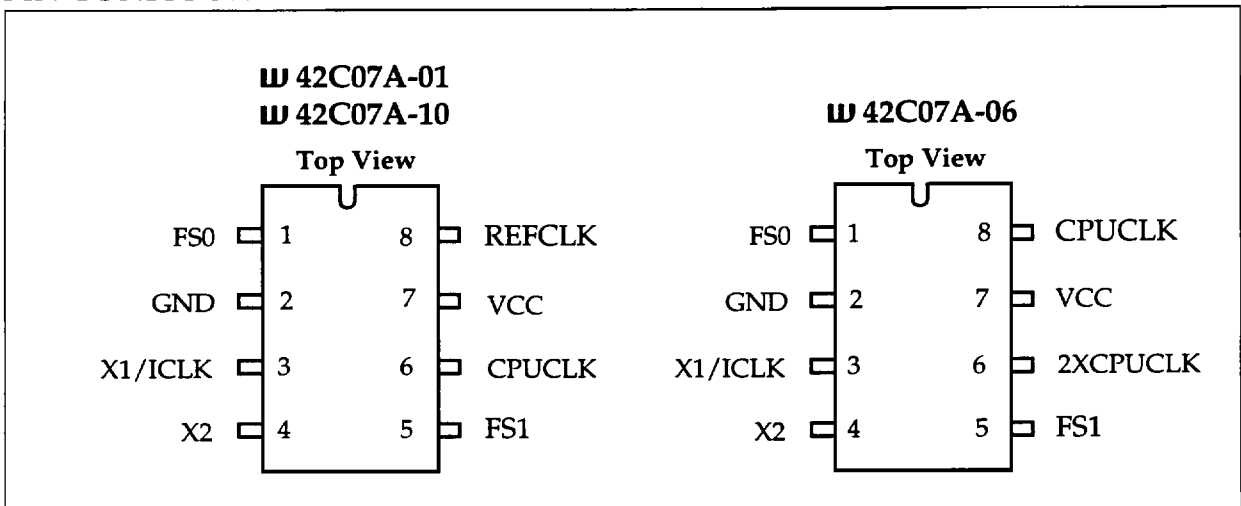 W 42C07A-01
W 42C07A-10
Top View
FS0 1 8 REFCLK
GND 2 7 VCC
X1/ICLK 3 6 CPUCLK
X2 4 5 FS1
W 42C07A-06
Top View
FS0 1 8 CPUCLK
GND 2 7 VCC
X1/ICLK 3 6 2XCPUCLK
X2 4 5 FS1